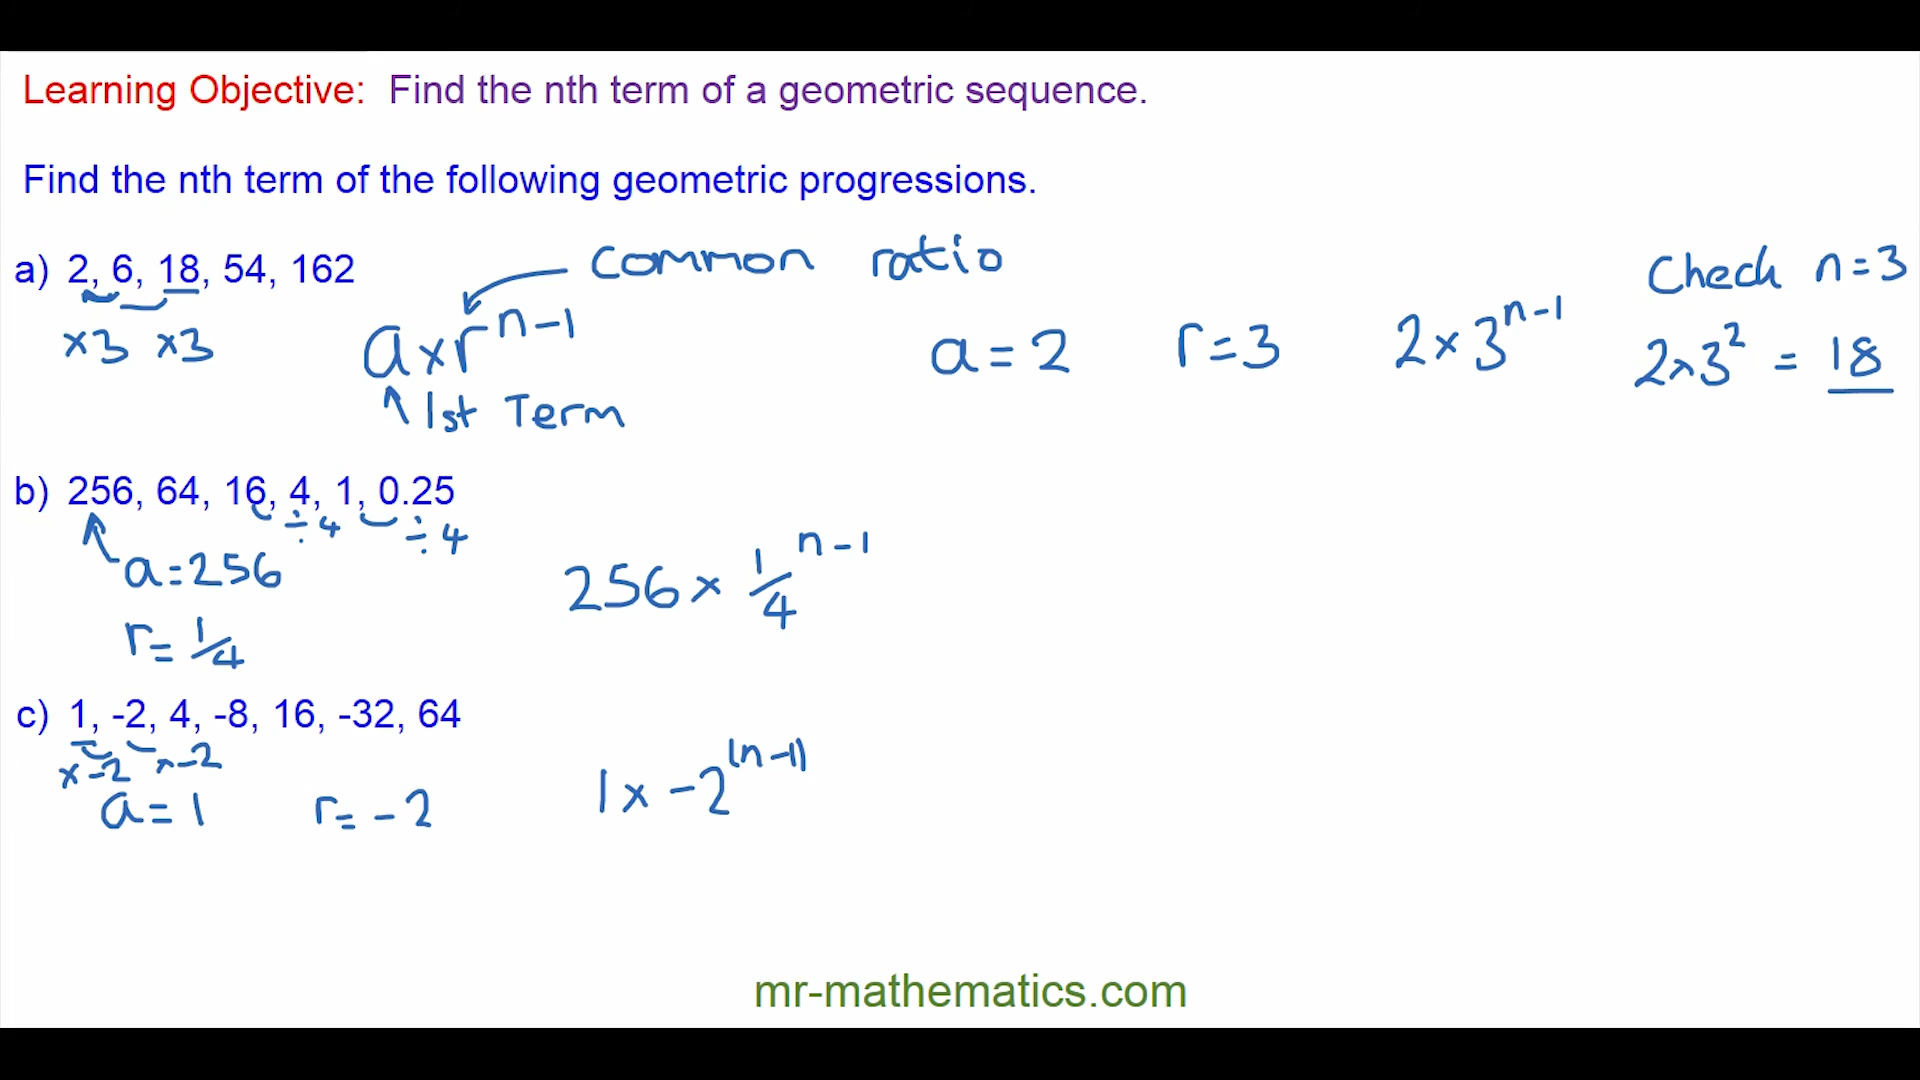 Learning Objective: Find the nth term of a geometric sequence.
Find the nth term of the following geometric progressions.
a) 2, 6, 18, 54, 162
×3 ×3
common ratio
a×r^{n-1}
1st Term
a = 2
r = 3
2×3^{n-1}
Check n=3
2×3² = 18
b) 256, 64, 16, 4, 1, 0.25
÷4 ÷4
a=256
r= 1/4
256 × 1/4^{n-1}
c) 1, -2, 4, -8, 16, -32, 64
×-2 ×-2
a = 1
r= -2
1× -2^{(n-1)}
mr-mathematics.com